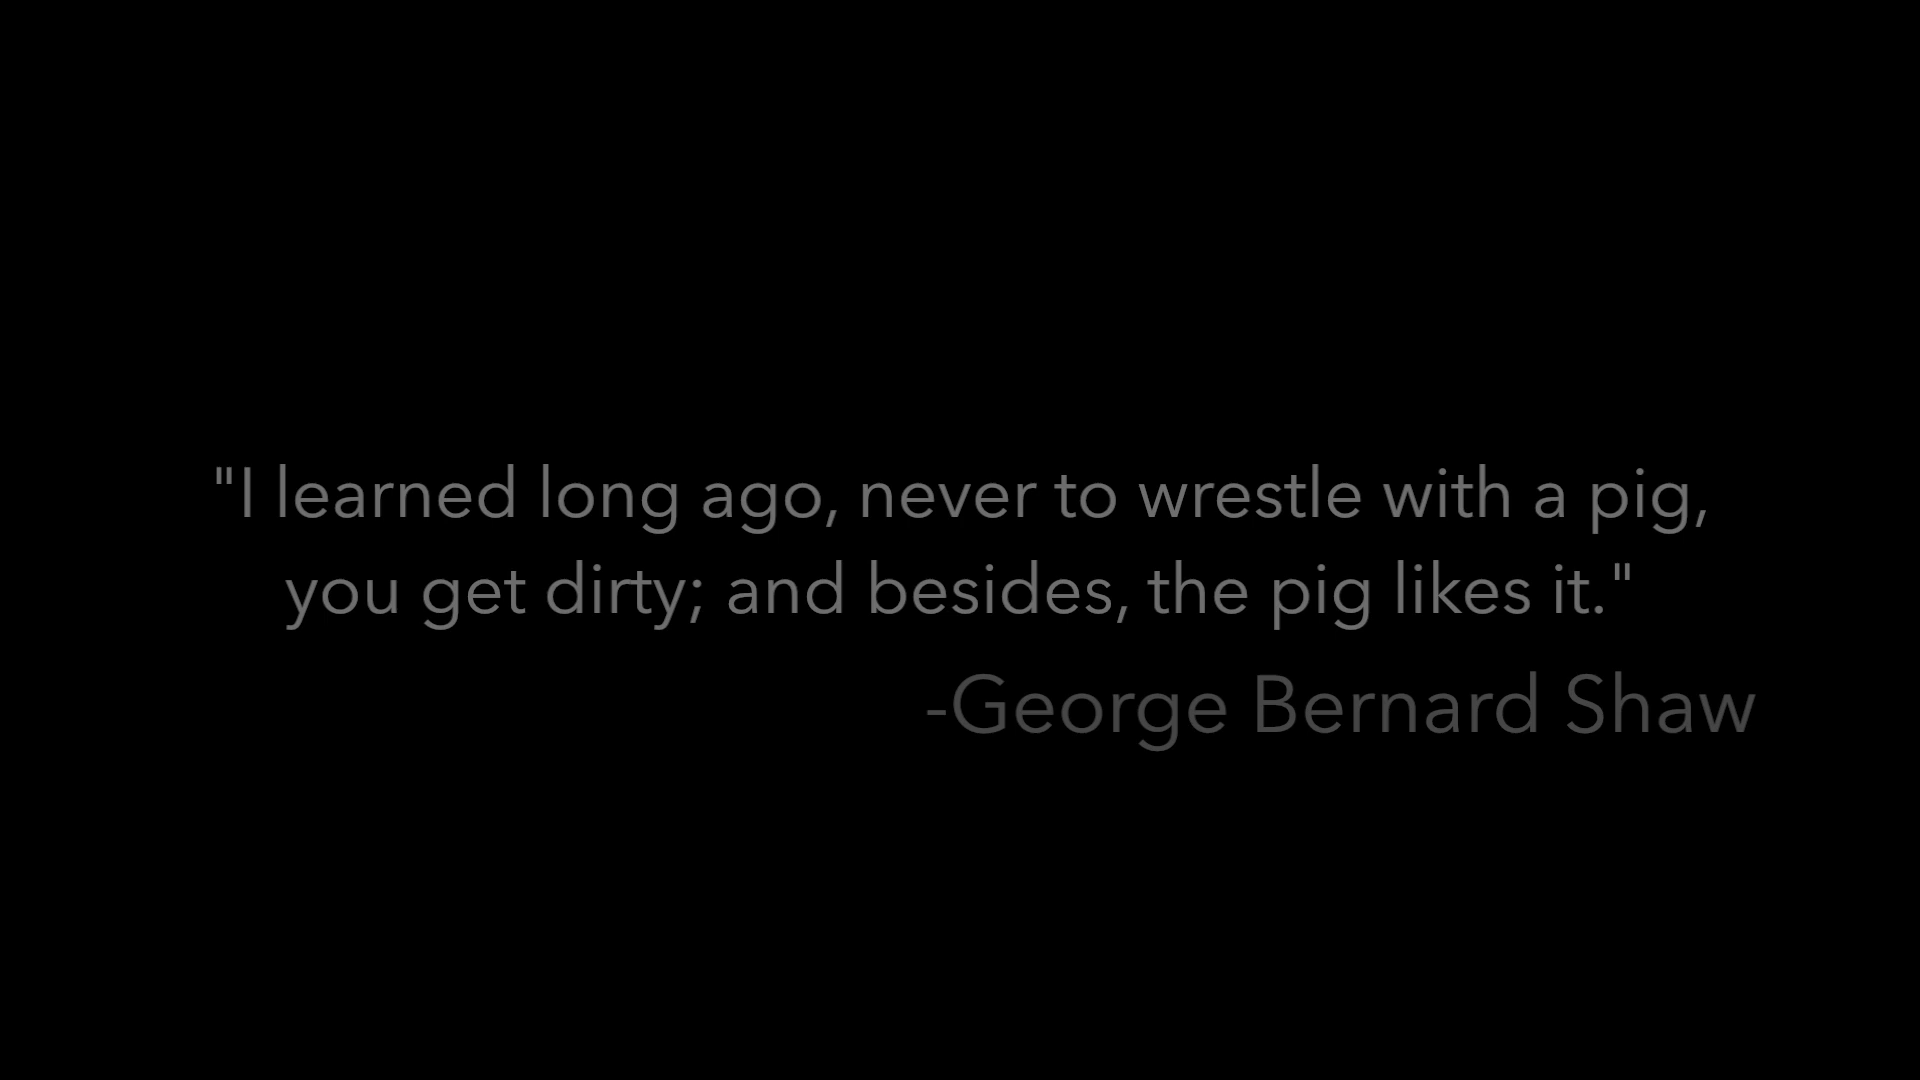 "I learned long ago, never to wrestle with a pig,
you get dirty; and besides, the pig likes it."
-George Bernard Shaw